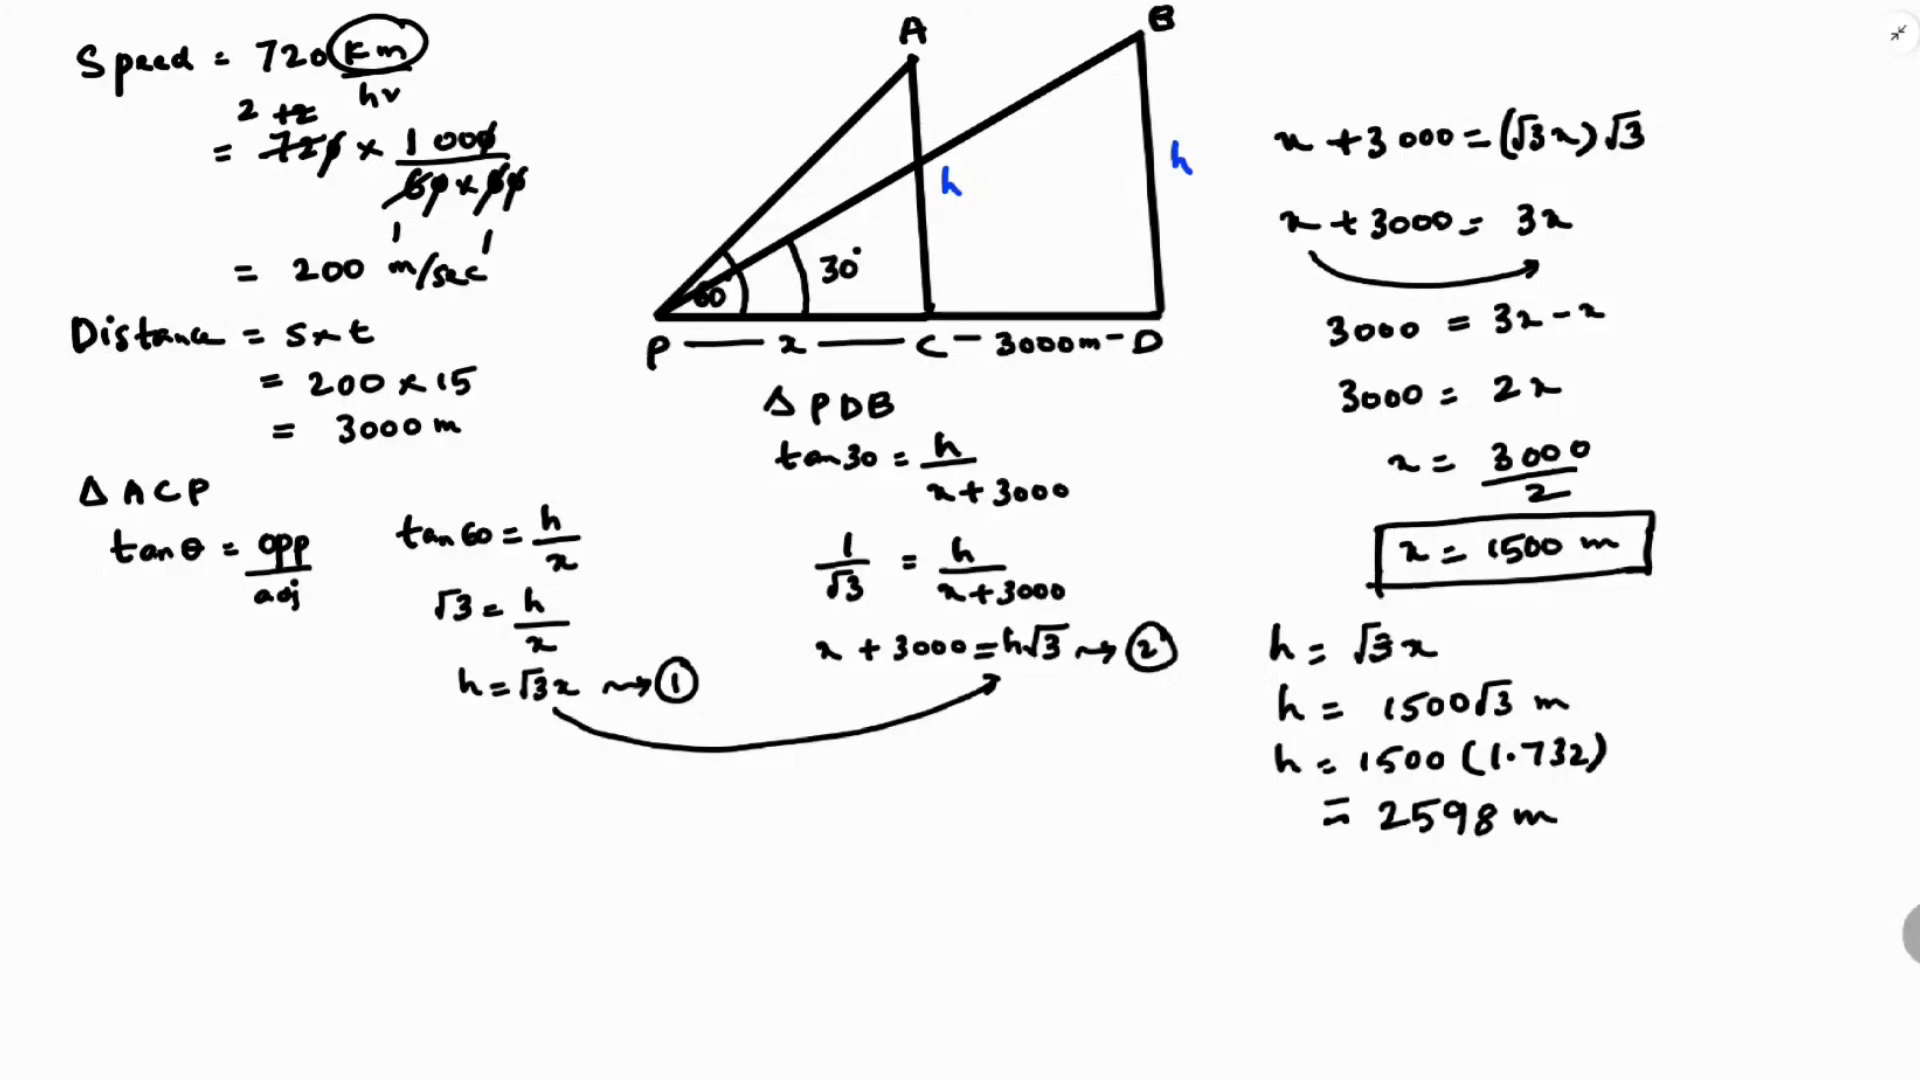 Speed = 720 Km/hr
2 72
= 720 × 1000/60×60
1 1
= 200 m/sec
Distance = s×t
= 200 × 15
= 3000 m
Δ ACP
tan θ = opp/adj
tan 60 = h/x
√3 = h/x
h = √3x → ①
A
B
h
h
60
30°
P — x — C — 3000m — D
Δ PDB
tan 30 = h/x + 3000
1/√3 = h/x+3000
x + 3000 = h√3 → ②
x + 3000 = (√3x)√3
x + 3000 = 3x
3000 = 3x - x
3000 = 2x
x = 3000/2
x = 1500 m
h = √3x
h = 1500√3 m
h = 1500 (1.732)
= 2598 m